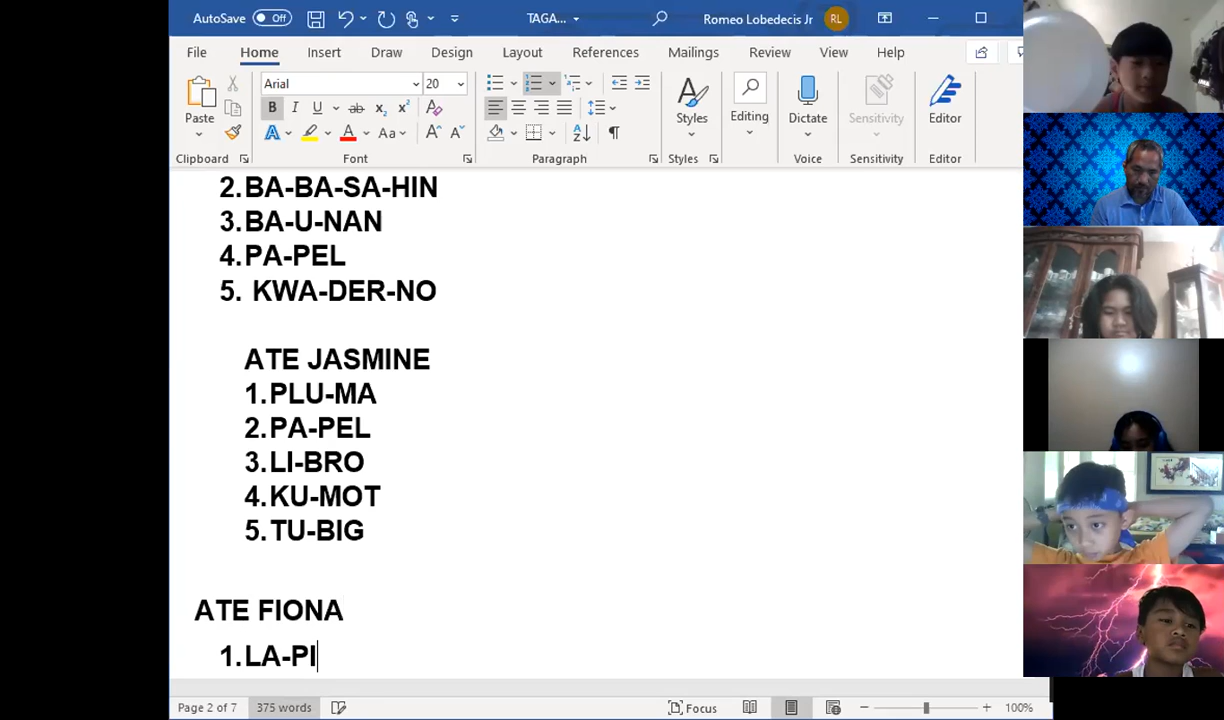 AutoSave Off TAGA... Romeo Lobedecis Jr RL
File Home Insert Draw Design Layout References Mailings Review View Help
Arial 20
Paste
B I U ab x₂ x²
A A Aa A A
Styles Editing Dictate Sensitivity Editor
Clipboard Font Paragraph Styles Voice Sensitivity Editor
2. BA-BA-SA-HIN
3. BA-U-NAN
4. PA-PEL
5. KWA-DER-NO
ATE JASMINE
1. PLU-MA
2. PA-PEL
3. LI-BRO
4. KU-MOT
5. TU-BIG
ATE FIONA
1. LA-PI
Page 2 of 7 375 words Focus 100%